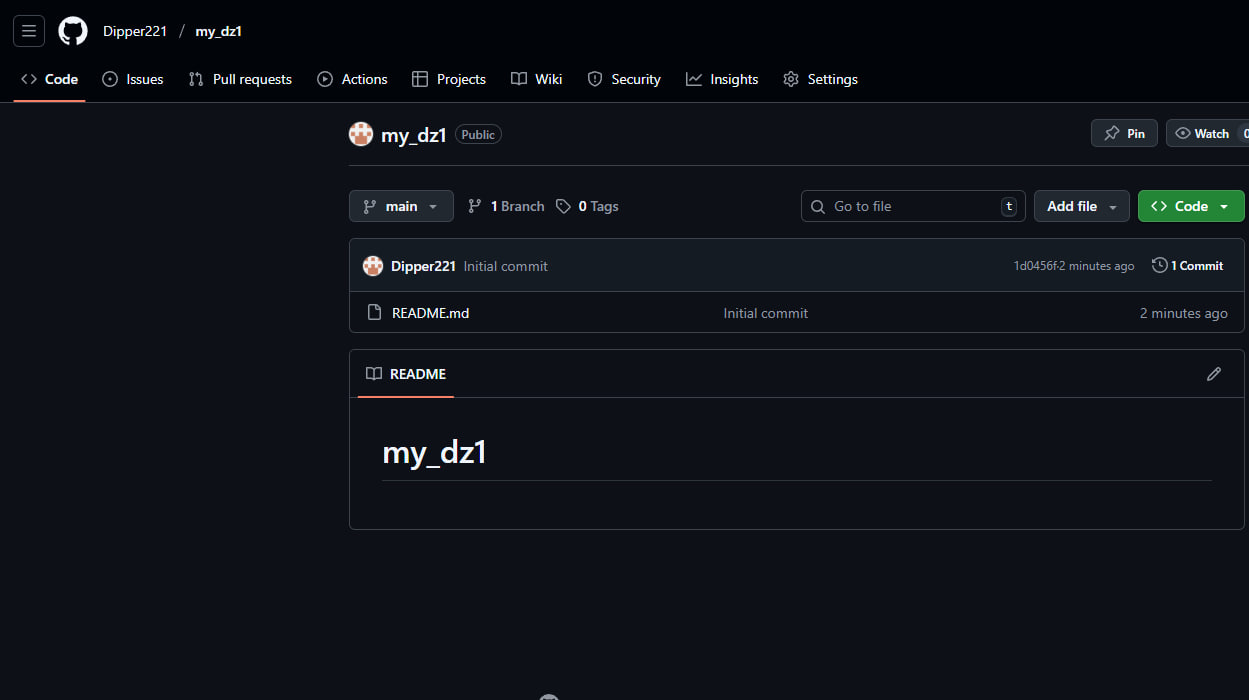 Dipper221 / my_dz1
Code Issues Pull requests Actions Projects Wiki Security Insights Settings
my_dz1 Public Pin Watch 0
main 1 Branch 0 Tags Go to file t Add file Code
Dipper221 Initial commit 1d0456f·2 minutes ago 1 Commit
README.md Initial commit 2 minutes ago
README
my_dz1